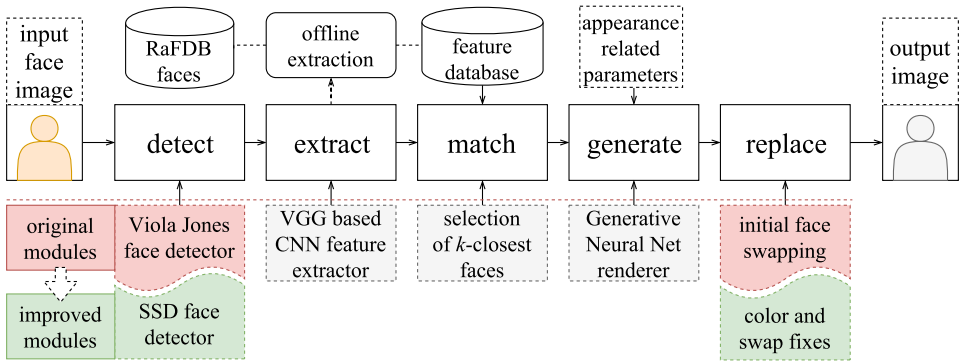 input
face
image
RaFDB
faces
offline
extraction
feature
database
appearance
related
parameters
output
image
detect
extract
match
generate
replace
original
modules
Viola Jones
face detector
VGG based
CNN feature
extractor
selection
of k-closest
faces
Generative
Neural Net
renderer
initial face
swapping
improved
modules
SSD face
detector
color and
swap fixes